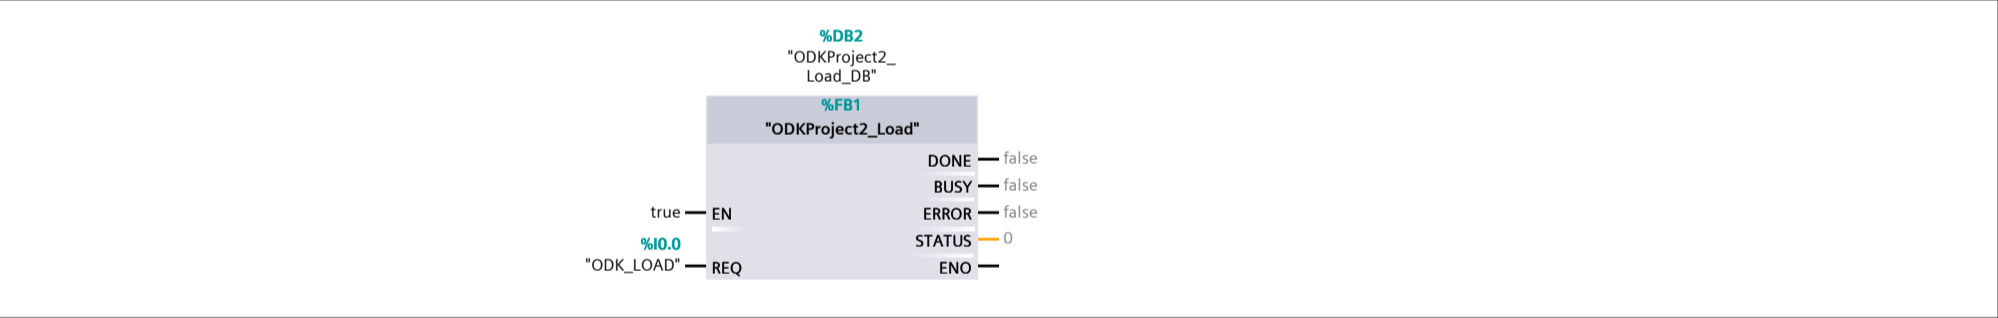 %DB2
"ODKProject2_
Load_DB"
%FB1
"ODKProject2_Load"
DONE false
BUSY false
true EN
ERROR false
%I0.0
STATUS 0
"ODK_LOAD" REQ
ENO